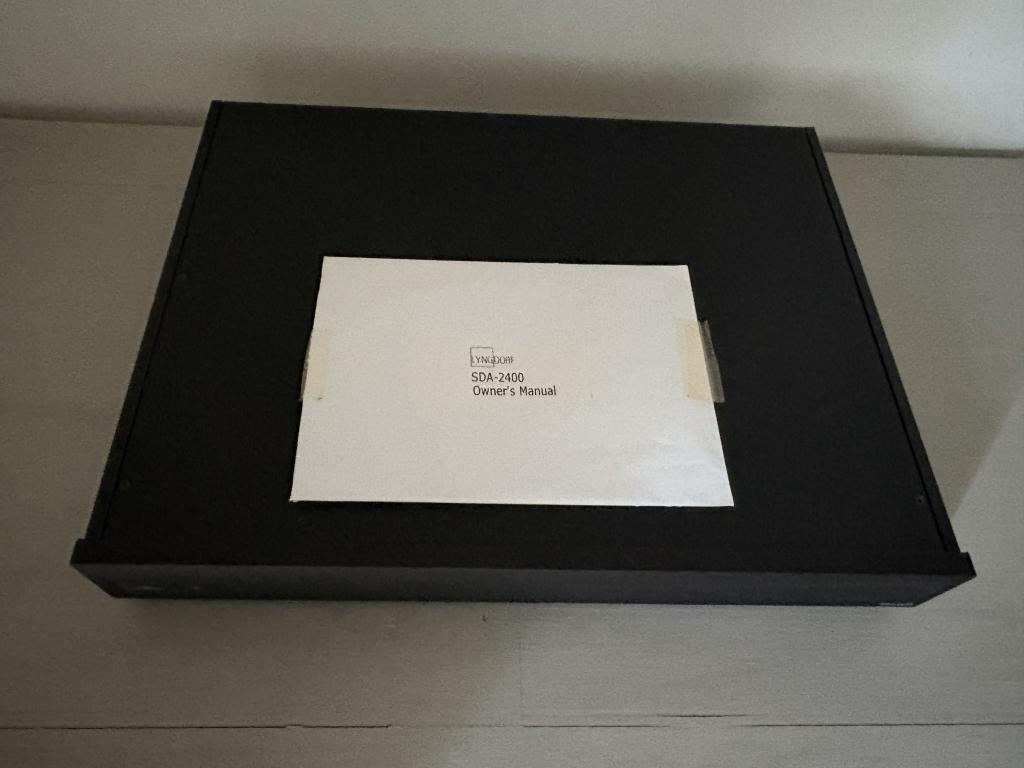 LYNGDORF
SDA-2400
Owner's Manual